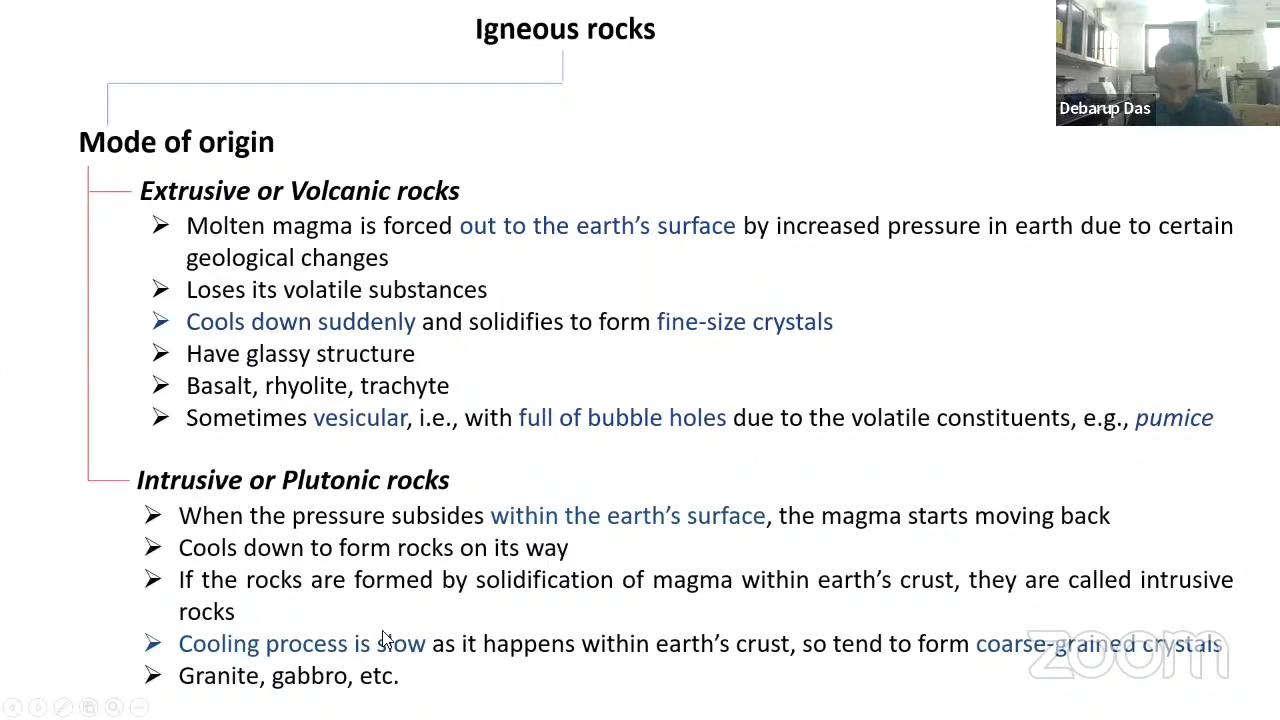 Igneous rocks
Debarup Das
Mode of origin
Extrusive or Volcanic rocks
➢ Molten magma is forced out to the earth's surface by increased pressure in earth due to certain
geological changes
➢ Loses its volatile substances
➢ Cools down suddenly and solidifies to form fine-size crystals
➢ Have glassy structure
➢ Basalt, rhyolite, trachyte
➢ Sometimes vesicular, i.e., with full of bubble holes due to the volatile constituents, e.g., pumice
Intrusive or Plutonic rocks
➢ When the pressure subsides within the earth's surface, the magma starts moving back
➢ Cools down to form rocks on its way
➢ If the rocks are formed by solidification of magma within earth's crust, they are called intrusive
rocks
➢ Cooling process is slow as it happens within earth's crust, so tend to form coarse-grained crystals
➢ Granite, gabbro, etc.
zoom